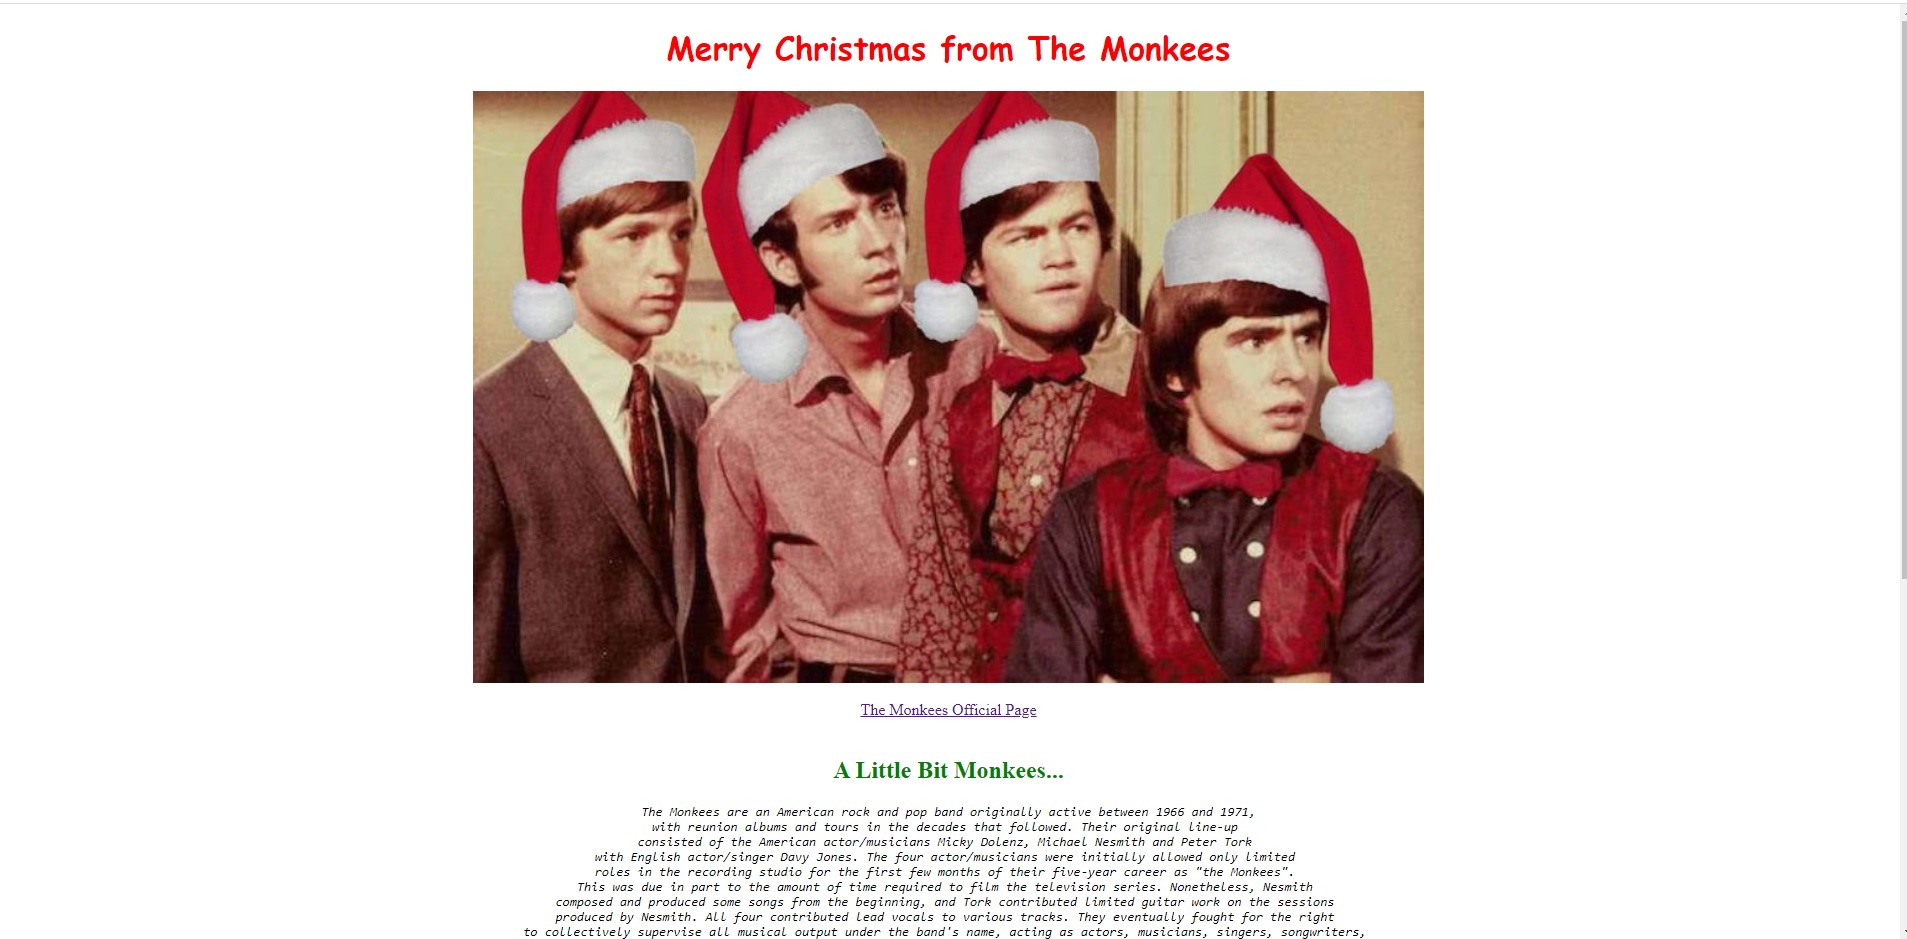 Merry Christmas from The Monkees
The Monkees Official Page
A Little Bit Monkees...
The Monkees are an American rock and pop band originally active between 1966 and 1971,
with reunion albums and tours in the decades that followed. Their original line-up
consisted of the American actor/musicians Micky Dolenz, Michael Nesmith and Peter Tork
with English actor/singer Davy Jones. The four actor/musicians were initially allowed only limited
roles in the recording studio for the first few months of their five-year career as "the Monkees".
This was due in part to the amount of time required to film the television series. Nonetheless, Nesmith
composed and produced some songs from the beginning, and Tork contributed limited guitar work on the sessions
produced by Nesmith. All four contributed lead vocals to various tracks. They eventually fought for the right
to collectively supervise all musical output under the band's name, acting as actors, musicians, singers, songwriters,